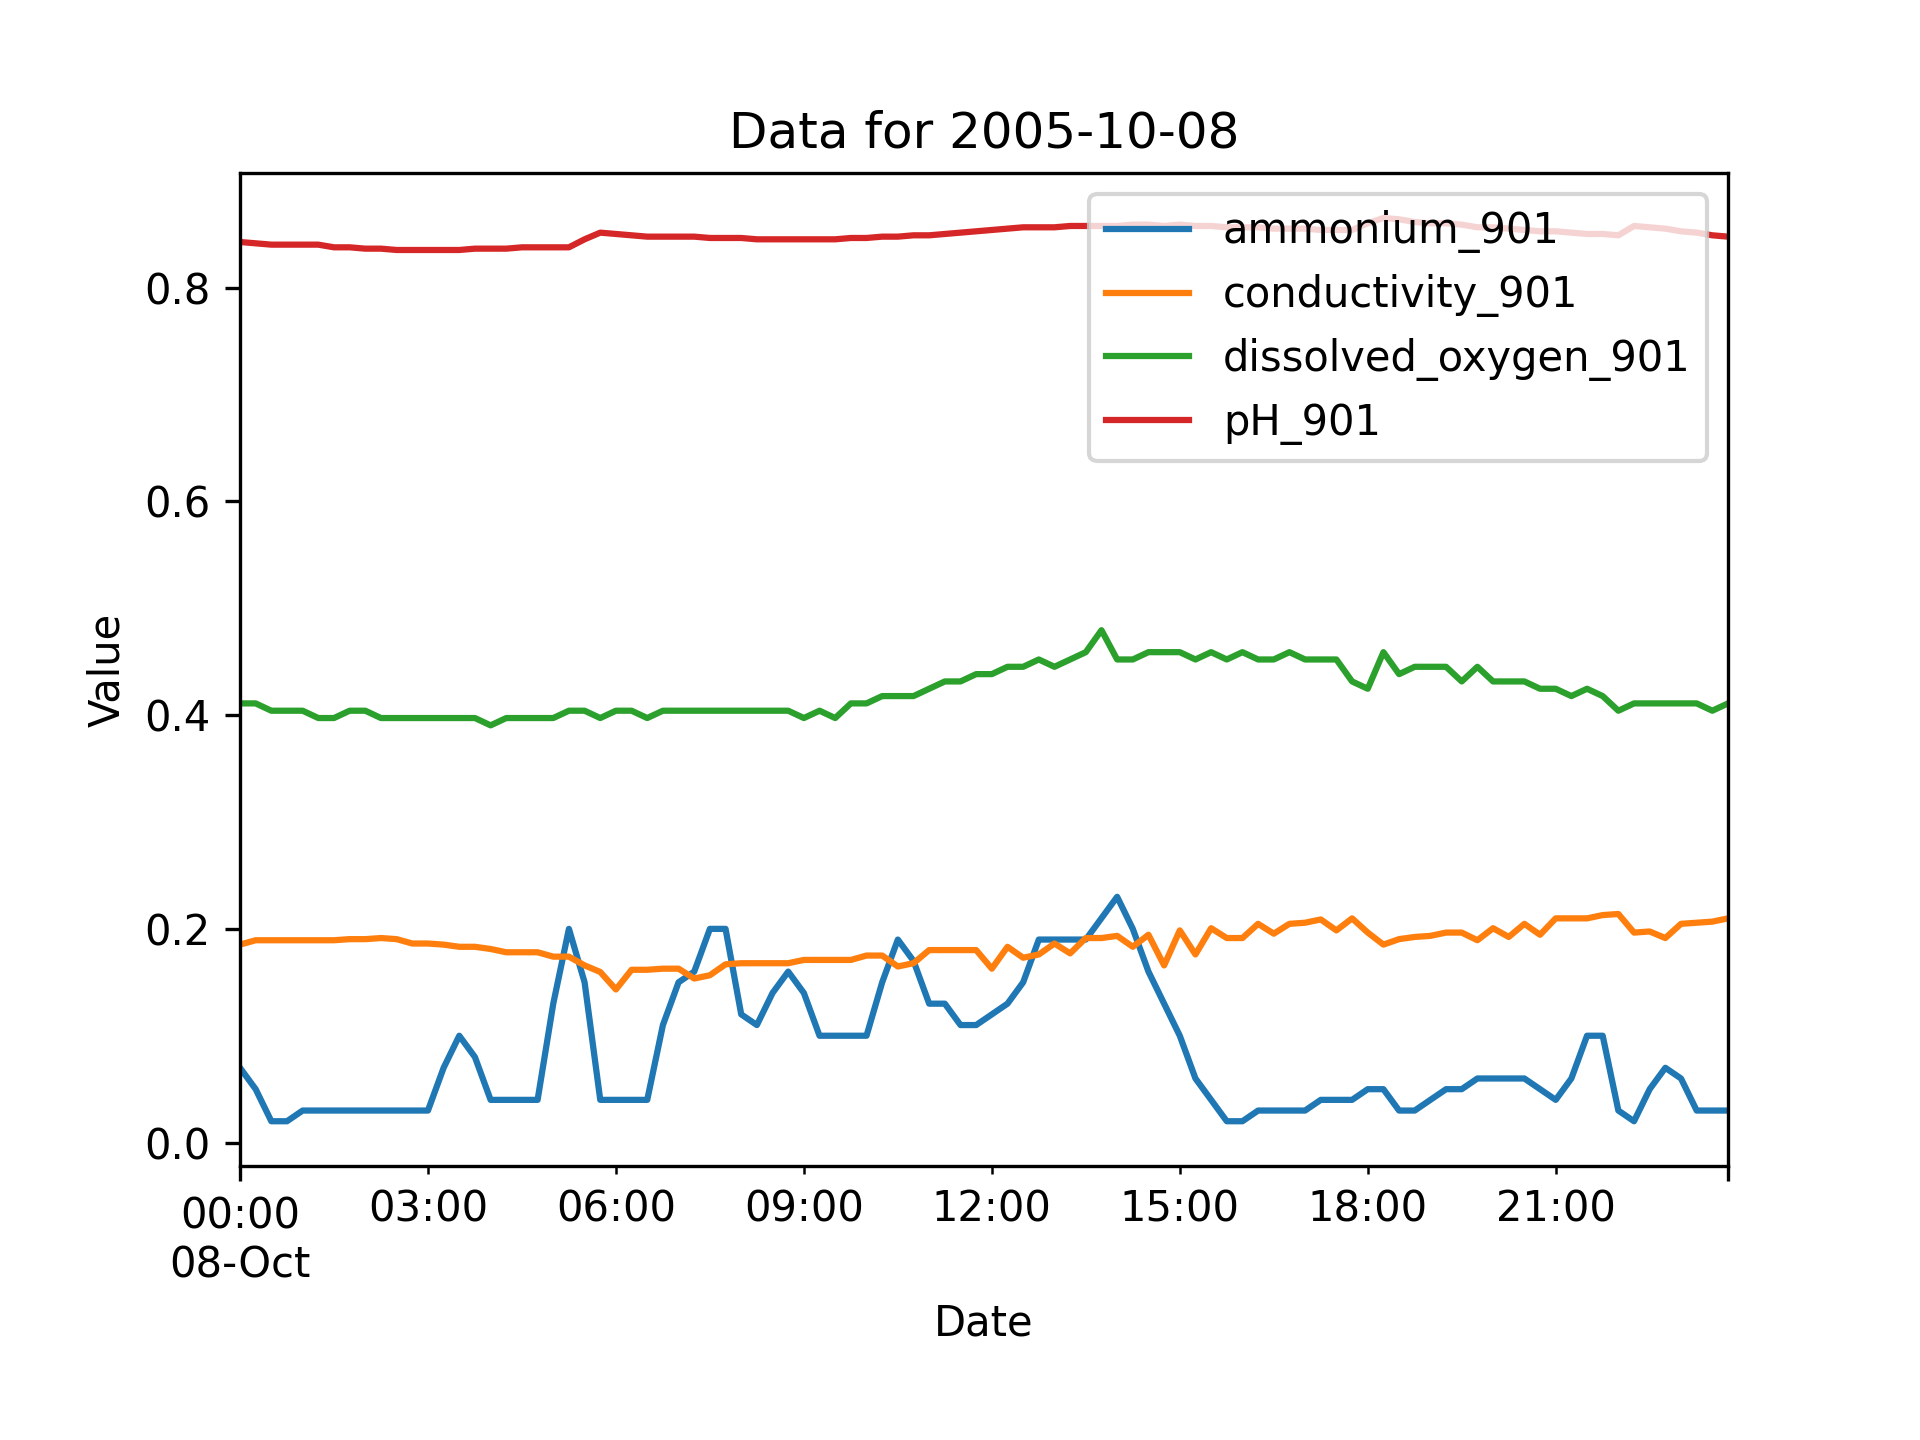 Data for 2005-10-08
ammonium_901
conductivity_901
dissolved_oxygen_901
pH_901
0.8
0.6
0.4
0.2
0.0
Value
00:00 03:00 06:00 09:00 12:00 15:00 18:00 21:00
08-Oct
Date